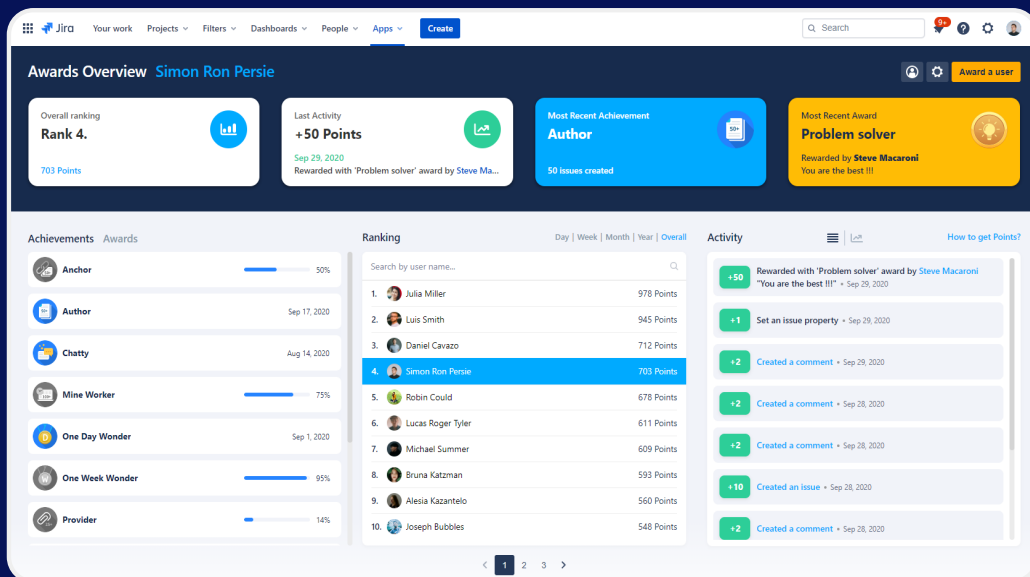 Jira Your work Projects Filters Dashboards People Apps Create Search 9+
Awards Overview Simon Ron Persie Award a user
Overall ranking
Rank 4.
703 Points
Last Activity
+50 Points
Sep 29, 2020
Rewarded with 'Problem solver' award by Steve Ma...
Most Recent Achievement
Author
50+
50 issues created
Most Recent Award
Problem solver
Rewarded by Steve Macaroni
You are the best !!!
Achievements Awards
Anchor 50%
Author Sep 17, 2020
Chatty Aug 14, 2020
Mine Worker 75%
One Day Wonder Sep 1, 2020
One Week Wonder 95%
Provider 14%
Ranking Day | Week | Month | Year | Overall
Search by user name...
1. Julia Miller 978 Points
2. Luis Smith 945 Points
3. Daniel Cavazo 712 Points
4. Simon Ron Persie 703 Points
5. Robin Could 678 Points
6. Lucas Roger Tyler 611 Points
7. Michael Summer 609 Points
8. Bruna Katzman 593 Points
9. Alesia Kazantelo 560 Points
10. Joseph Bubbles 548 Points
1 2 3
Activity How to get Points?
+50 Rewarded with 'Problem solver' award by Steve Macaroni
"You are the best !!!" • Sep 29, 2020
+1 Set an issue property • Sep 29, 2020
+2 Created a comment • Sep 29, 2020
+2 Created a comment • Sep 28, 2020
+2 Created a comment • Sep 28, 2020
+10 Created an issue • Sep 28, 2020
+2 Created a comment • Sep 28, 2020